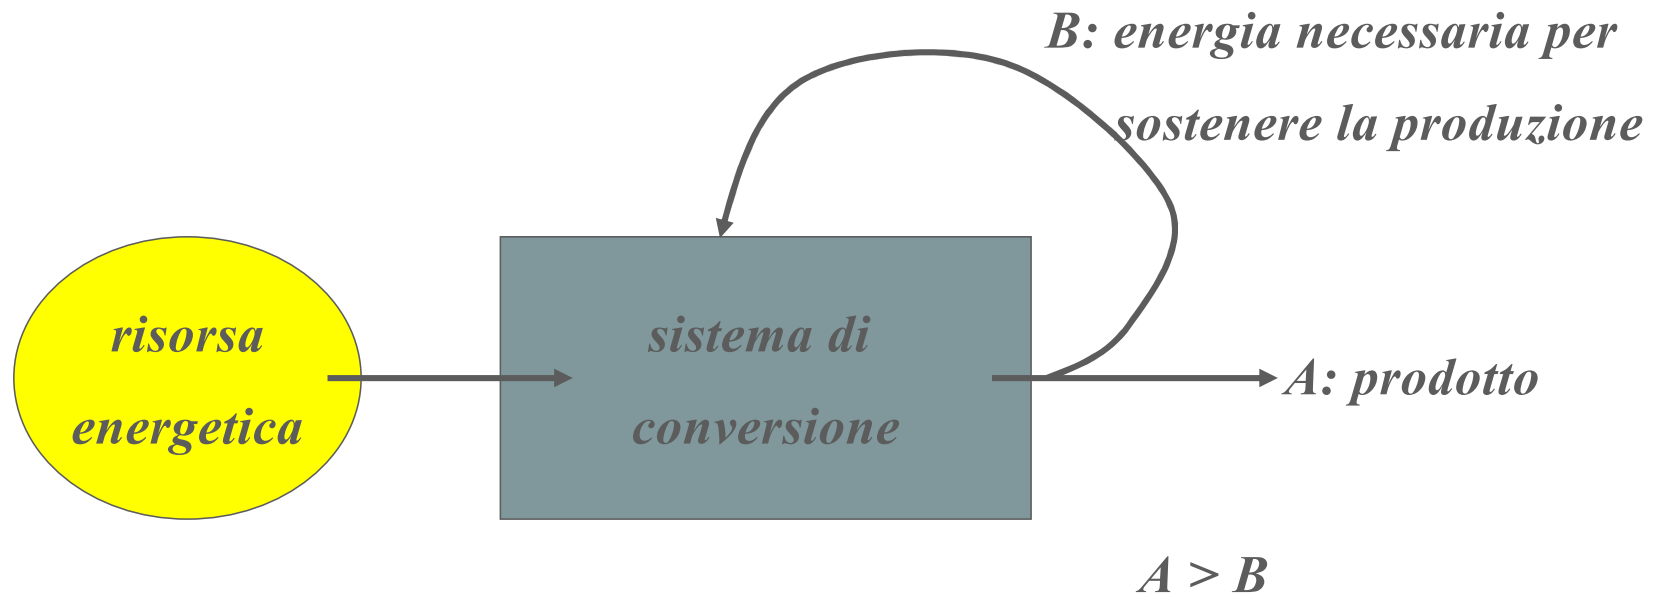 B: energia necessaria per
sostenere la produzione
risorsa
energetica
sistema di
conversione
A: prodotto
A > B